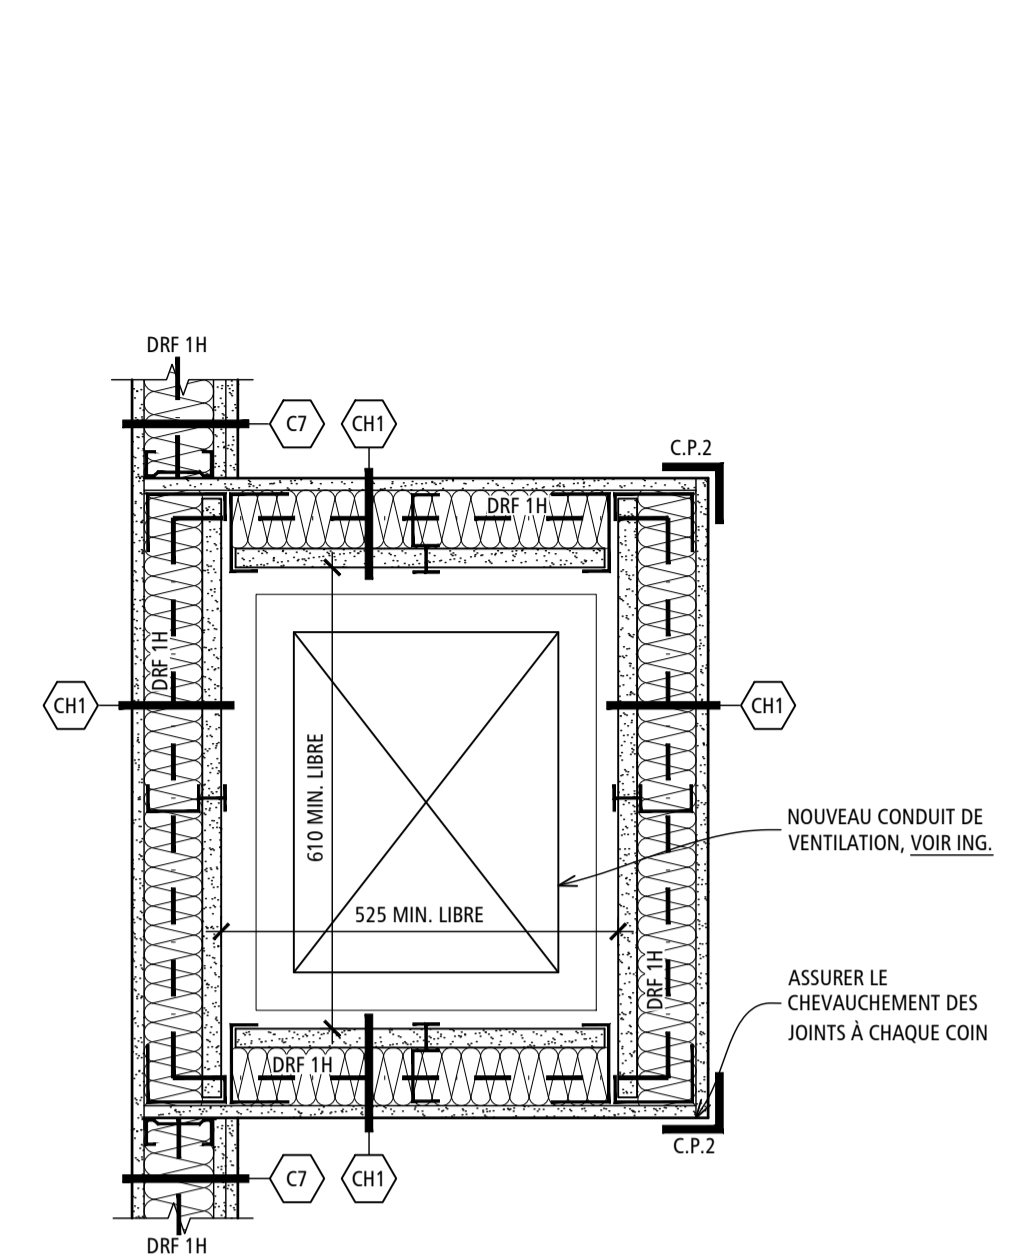 DRF 1H
C7
CH1
C.P.2
DRF 1H
DRF 1H
CH1
CH1
610 MIN. LIBRE
NOUVEAU CONDUIT DE
VENTILATION, VOIR ING.
525 MIN. LIBRE
DRF 1H
ASSURER LE
CHEVAUCHEMENT DES
JOINTS À CHAQUE COIN
DRF 1H
C.P.2
C7
CH1
DRF 1H